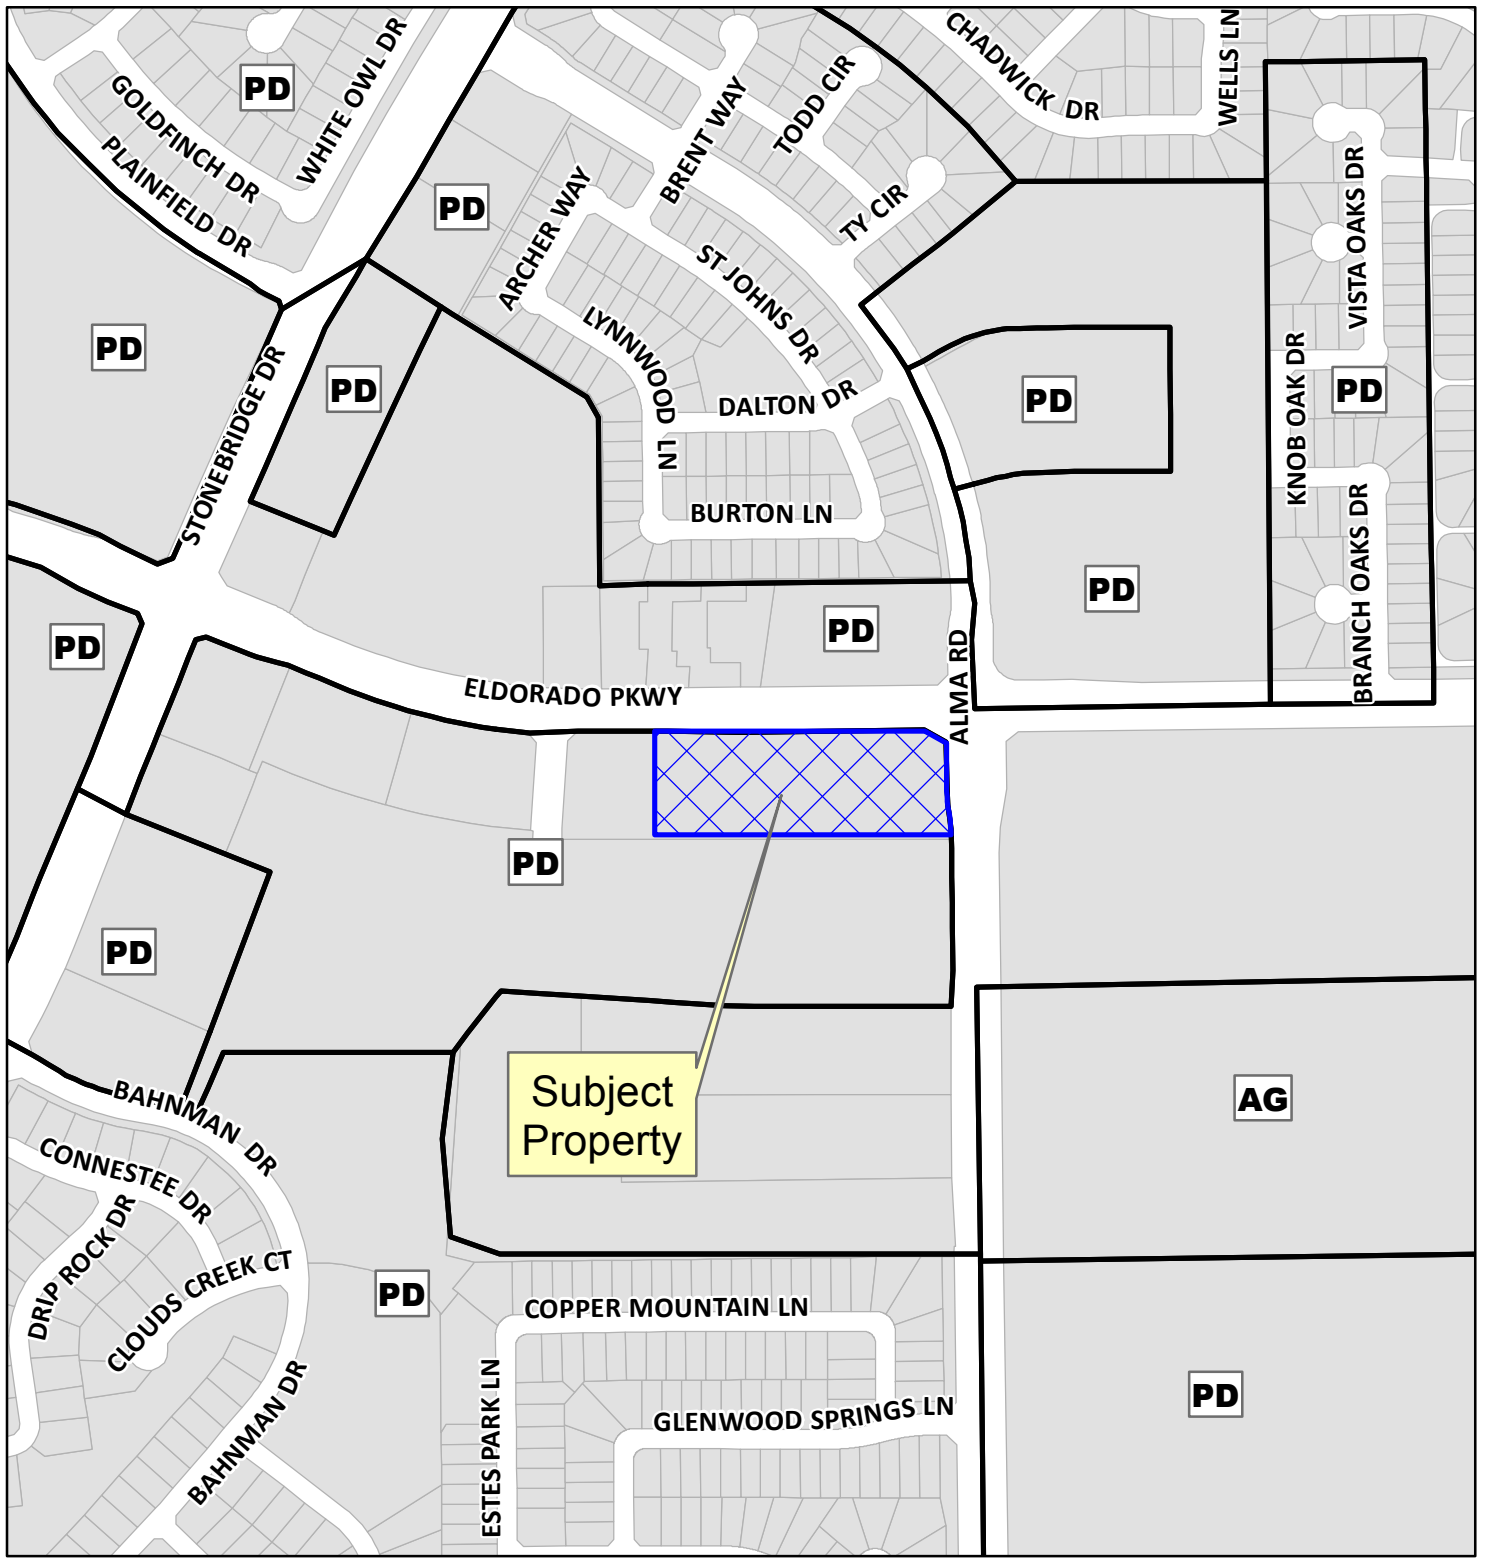 CHADWICK DR
WELLS LN
WHITE OWL DR
PD
GOLDFINCH DR
PLAINFIELD DR
TODD CIR
BRENT WAY
TY CIR
PD
ARCHER WAY
ST JOHNS DR
VISTA OAKS DR
LYNNWOOD LN
PD
PD
STONEBRIDGE DR
DALTON DR
PD
KNOB OAK DR
PD
BURTON LN
BRANCH OAKS DR
PD
PD
PD
ELDORADO PKWY
ALMA RD
PD
PD
Subject
Property
AG
BAHNMAN DR
CONNESTEE DR
DRIP ROCK DR
CLOUDS CREEK CT
PD
COPPER MOUNTAIN LN
BAHNMAN DR
ESTES PARK LN
GLENWOOD SPRINGS LN
PD